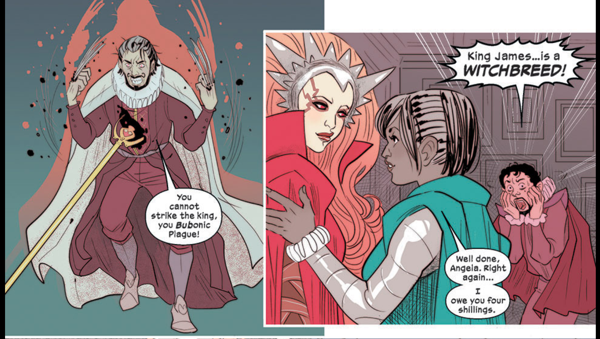 You
cannot
strike the king,
you Bubonic
Plague!
King James...is a
WITCHBREED!
Well done,
Angela. Right
again...
I
owe you four
shillings.